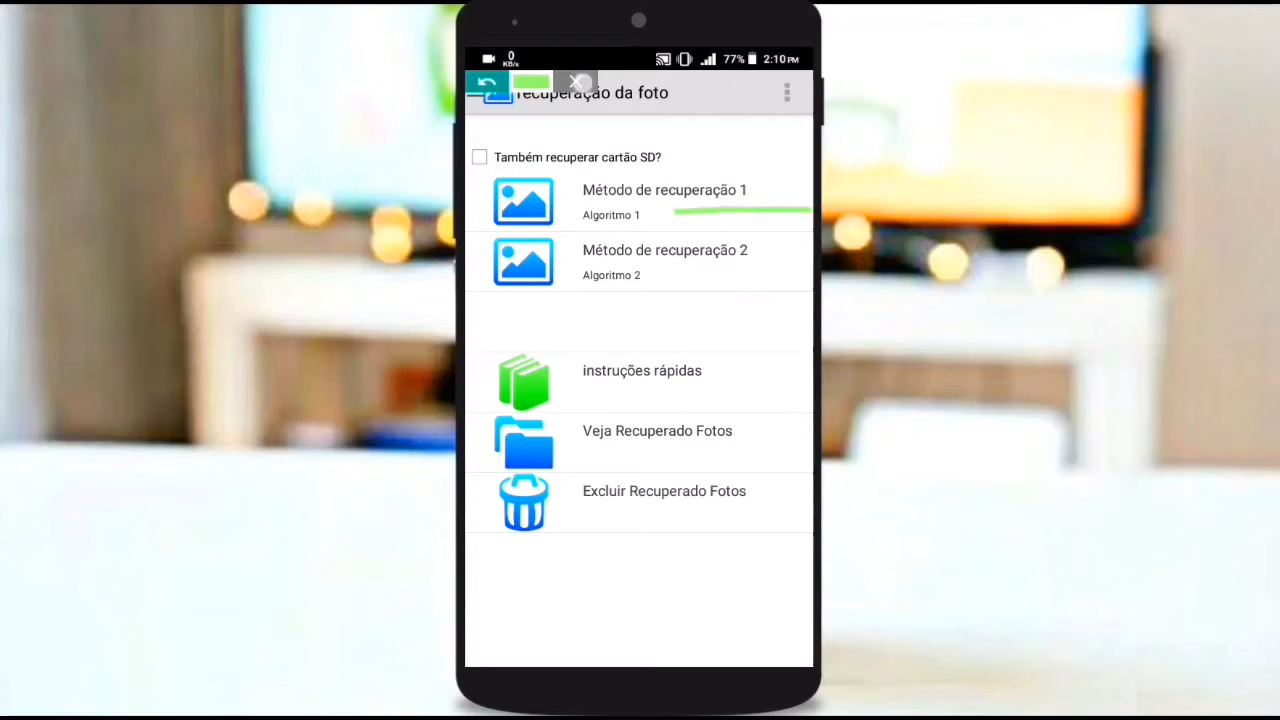 0
KB/s
77%
2:10 PM
recuperação da foto
Também recuperar cartão SD?
Método de recuperação 1
Algoritmo 1
Método de recuperação 2
Algoritmo 2
instruções rápidas
Veja Recuperado Fotos
Excluir Recuperado Fotos